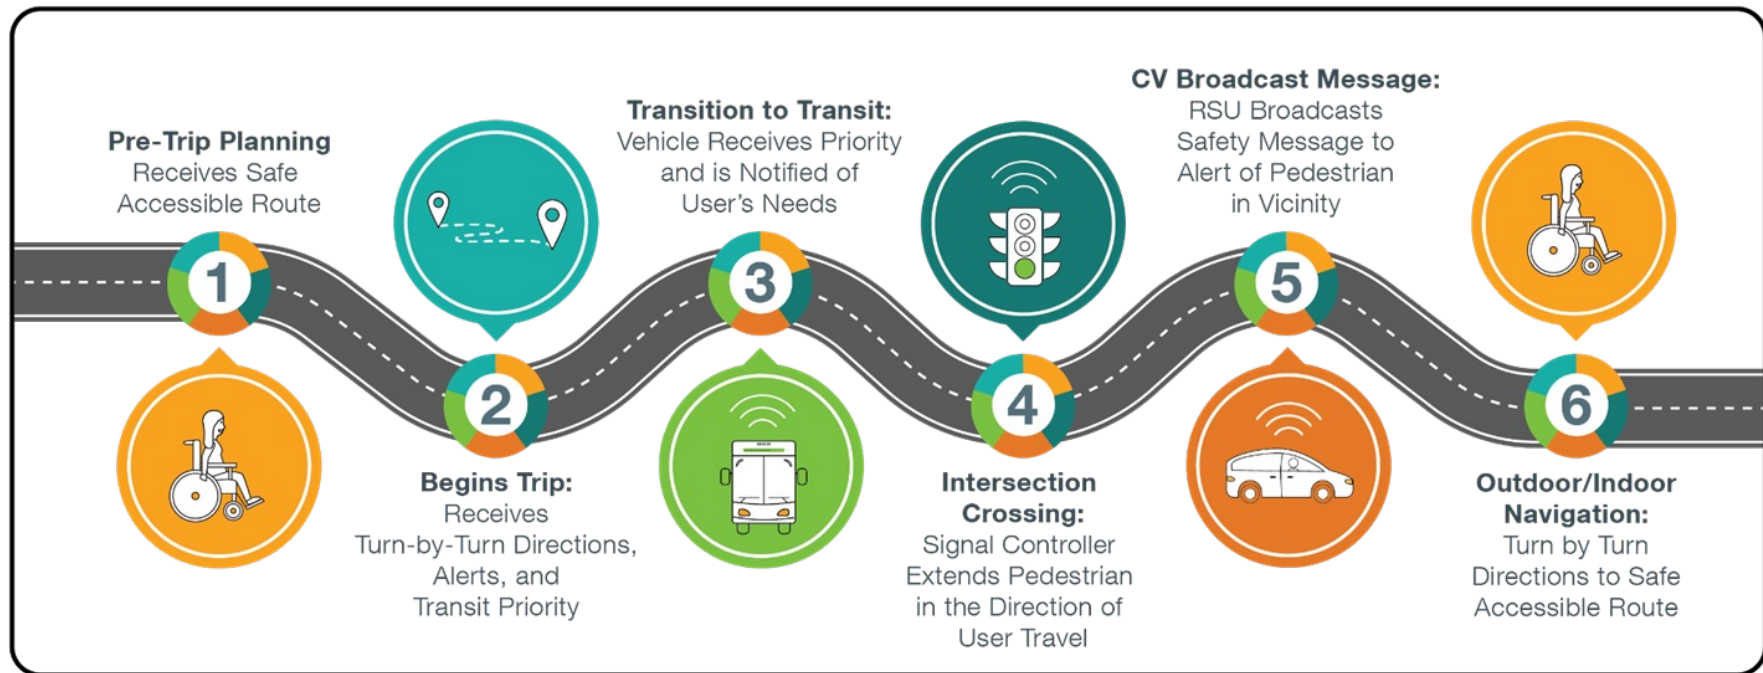 1
Pre-Trip Planning
Receives Safe
Accessible Route
2
Begins Trip:
Receives
Turn-by-Turn Directions,
Alerts, and
Transit Priority
3
Transition to Transit:
Vehicle Receives Priority
and is Notified of
User's Needs
4
Intersection
Crossing:
Signal Controller
Extends Pedestrian
in the Direction of
User Travel
5
CV Broadcast Message:
RSU Broadcasts
Safety Message to
Alert of Pedestrian
in Vicinity
6
Outdoor/Indoor
Navigation:
Turn by Turn
Directions to Safe
Accessible Route